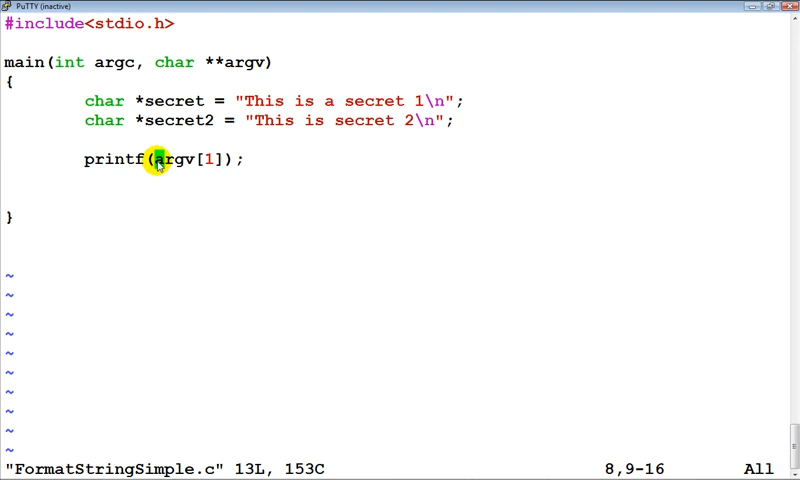 PuTTY (inactive)
#include<stdio.h>
main(int argc, char **argv)
{
char *secret = "This is a secret 1\n";
char *secret2 = "This is secret 2\n";
printf(argv[1]);
}
~
~
~
~
~
~
~
~
~
~
"FormatStringSimple.c" 13L, 153C 8,9-16 All